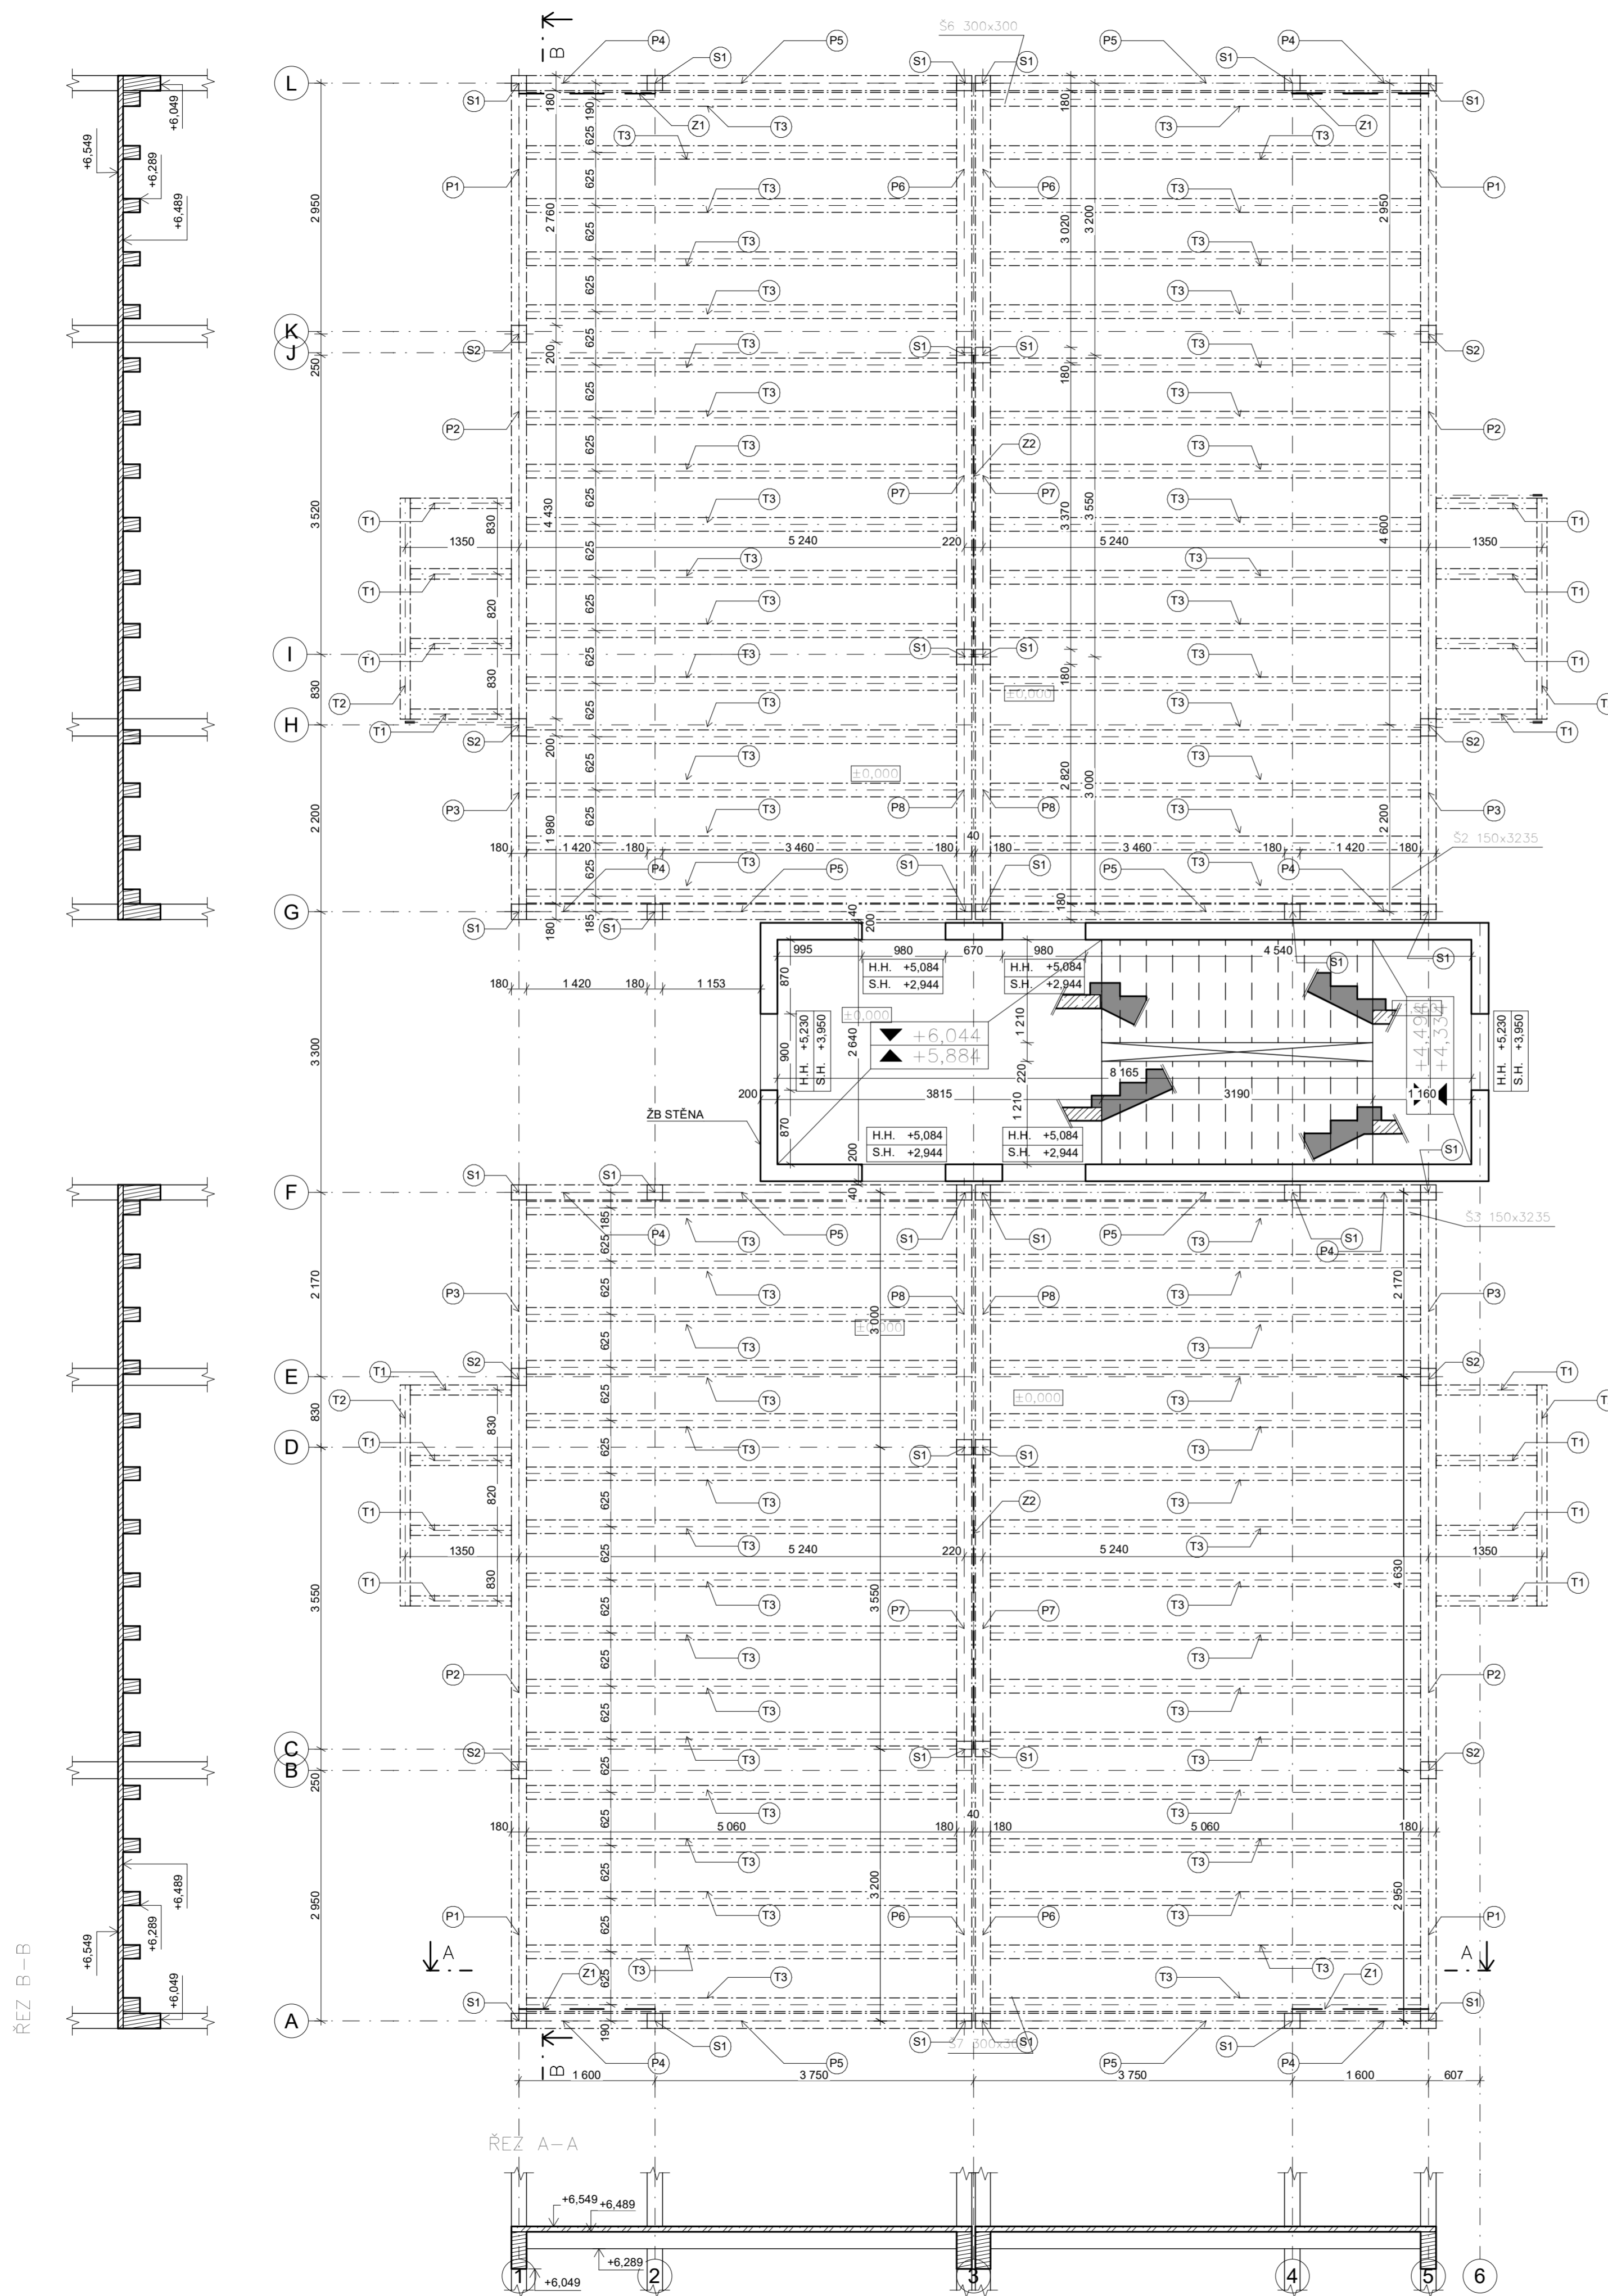 B
Š6 300x300
P4 S1 P5 S1 S1 P5 S1 P4
L
+6,049
S1 180 190 180 S1
Z1 T3 T3 Z1
+6,549
T3 625 T3
+6,289
P1 P6 P6 P1
T3 625 T3
+6,489
2 950 2 760 3 020 3 200 2 950
T3 625 T3
625
T3 T3
K
S2 625 S1 S1 S2
J
200 T3 T3
250 180
625
T3 T3
P2 P2
625
T3 Z2 T3
P7 P7
625
3 520 4 430 T3 3 370 3 550 4 600 T3
T1 830 625 T1
1350 5 240 220 5 240 1350
T3 T3
T1 820 625 T1
T3 T3
625
I
T1 S1 S1 T1
T3 625 T3
830 830 180
±0,000
T2
T3 T3
H
T1 625 T1
S2 200 S2
T3 625 T3
2 820 3 000
±0,000
P3 P8 P8 P3
2 200 1 980 T3 625 T3 2 200
40
Š2 150x3235
180 1 420 180 3 460 180 180 3 460 180 1 420 180
625 T3 T3
P4 P5 S1 S1 P5 P4
G
S1 180 S1 185 40 200 180
995 980 670 980 4 540 S1 S1
H.H. +5,084
S.H. +2,944
H.H. +5,084
S.H. +2,944
870
180 1 420 180 1 153
±0,000
+6,044
+5,884
1 210
H.H. +5,230
S.H. +3,950
900 2 640
+4,494
+4,334
H.H. +5,230
S.H. +3,950
3 300
220 8 165
200 3815 3190 1 160
ŽB STĚNA
870 1 210
H.H. +5,084
S.H. +2,944
H.H. +5,084
S.H. +2,944
200
S1 S1 S1
F
40
185 Š3 150x3235
P4 T3 P5 S1 S1 P5 T3 S1
625 P4
2 170 625 2 170
P3 T3 P8 P8 T3 P3
3 000
±0,000
625
T3 T3
E
S2 S2
T1 T1
T3 625 T3
T2
830 830
±0,000
T3 625 T3
D
T1 S1 S1 T1
T3 625 T3
820 Z2
T1 T3 625 T3 T1
1350 5 240 220 5 240 1350
625 4 630
T1 830 T1
3 550 T3 3 550 T3
P7 P7
625
T3 T3
P2 P2
625
T3 T3
C
S2 625 T3 S1 S1 T3 S2
B
250 625
T3 T3
625 40
180 5 060 180 180 5 060 180
T3 T3
+6,489
625
2 950 3 200 2 950
P1 T3 P6 P6 T3 P1
+6,549 +6,289
625
ŘEZ B-B
A A
Z1 T3 T3 T3 T3 Z1
625
S1 S1
A
+6,049
190 S1 S1 S1 S1
Š7
B P4 P5 P5 P4
1 600 3 750 3 750 1 600 607
ŘEZ A-A
+6,549 +6,489
+6,289
1 2 3 4 5 6
+6,049